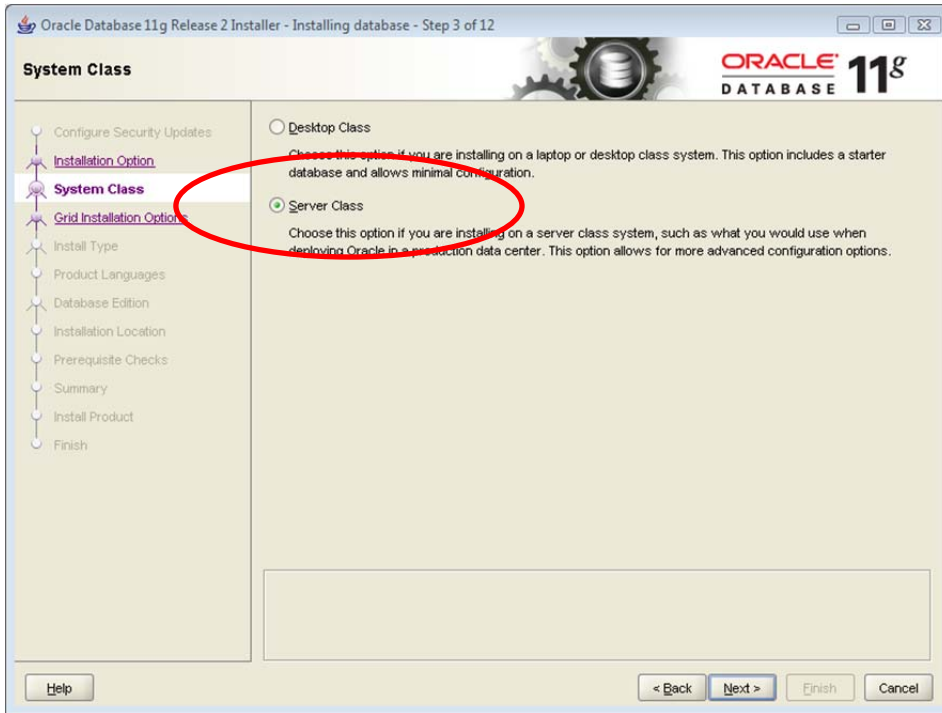 Oracle Database 11g Release 2 Installer - Installing database - Step 3 of 12
System Class
ORACLE
DATABASE
11g
Configure Security Updates
Installation Option
System Class
Grid Installation Options
Install Type
Product Languages
Database Edition
Installation Location
Prerequisite Checks
Summary
Install Product
Finish
Desktop Class
Choose this option if you are installing on a laptop or desktop class system. This option includes a starter
database and allows minimal configuration.
Server Class
Choose this option if you are installing on a server class system, such as what you would use when
deploying Oracle in a production data center. This option allows for more advanced configuration options.
Help
< Back
Next >
Finish
Cancel